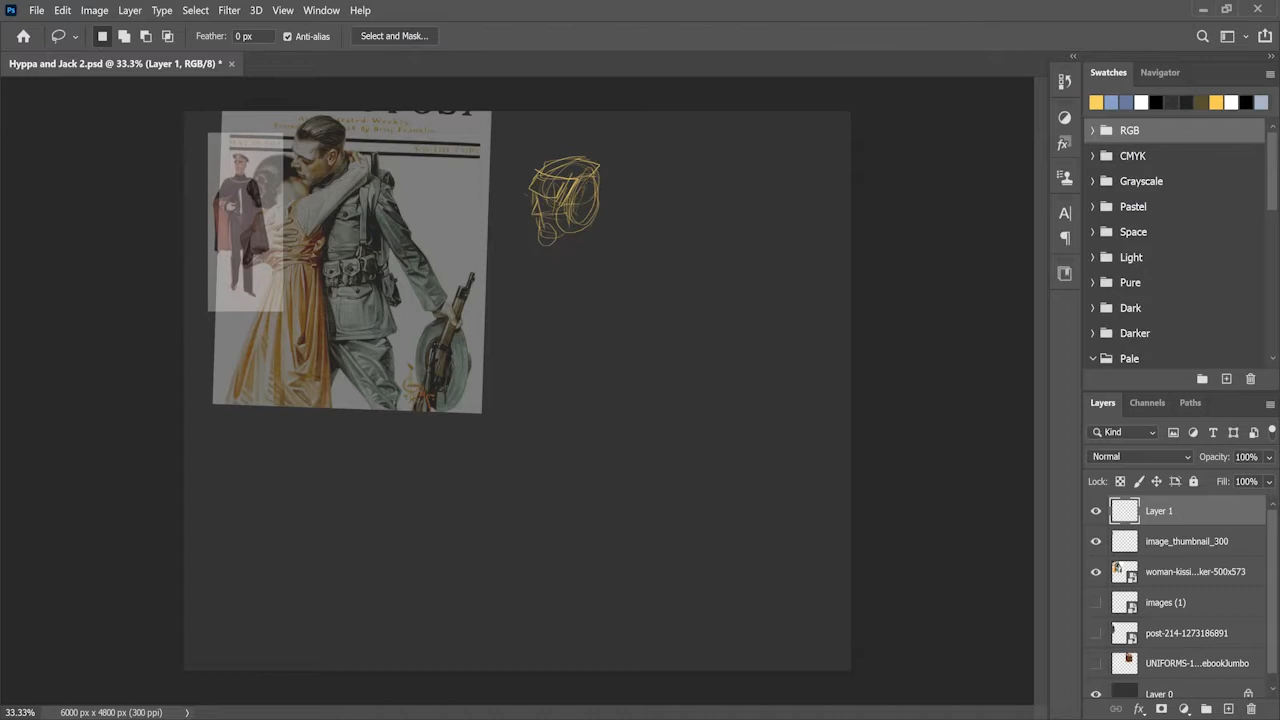 Ps File Edit Image Layer Type Select Filter 3D View Window Help
Feather: 0 px Anti-alias Select and Mask...
Hyppa and Jack 2.psd @ 33.3% (Layer 1, RGB/8) * ×
Swatches Navigator
RGB
CMYK
Grayscale
Pastel
Space
Light
Pure
Dark
Darker
Pale
Layers Channels Paths
Kind
Normal Opacity: 100%
Lock: Fill: 100%
Layer 1
image_thumbnail_300
woman-kissi...ker-500x573
images (1)
post-214-1273186891
UNIFORMS-1...ebookJumbo
Layer 0
33.33% 6000 px x 4800 px (300 ppi)